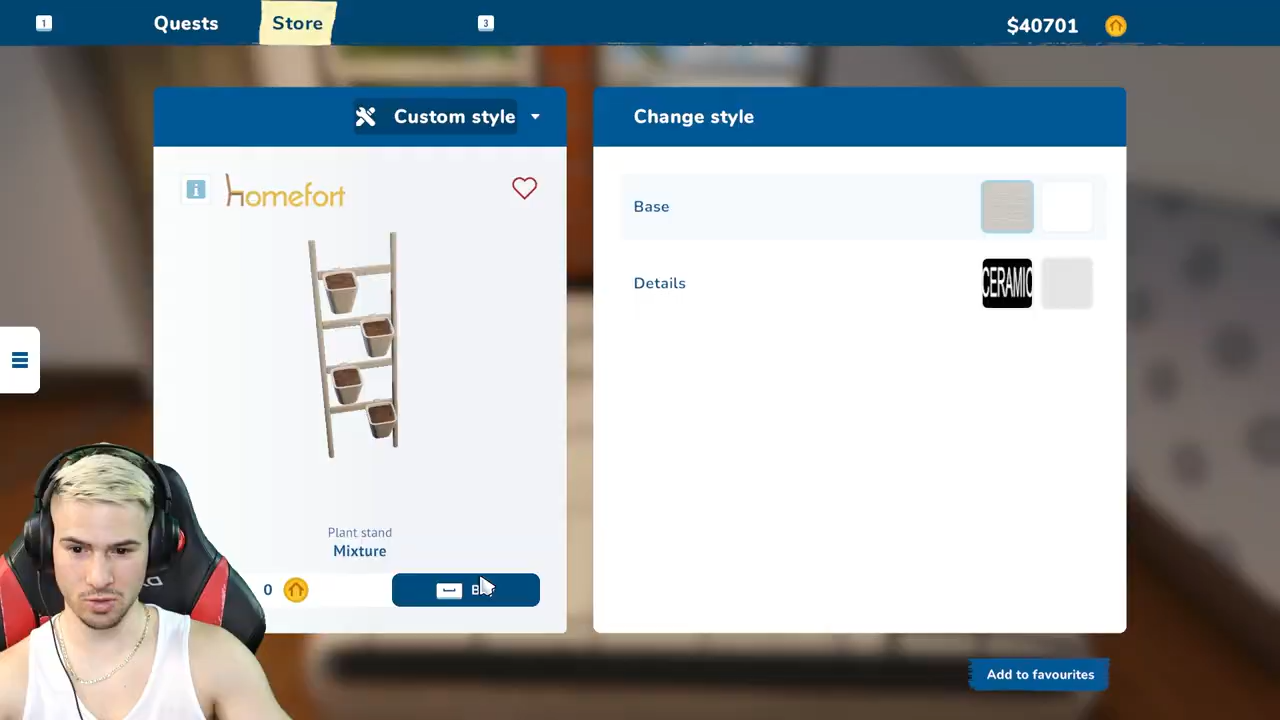 1
Quests
Store
3
$40701
Custom style
Change style
i
homefort
Base
Details
CERAMIC
Plant stand
Mixture
0
Add to favourites